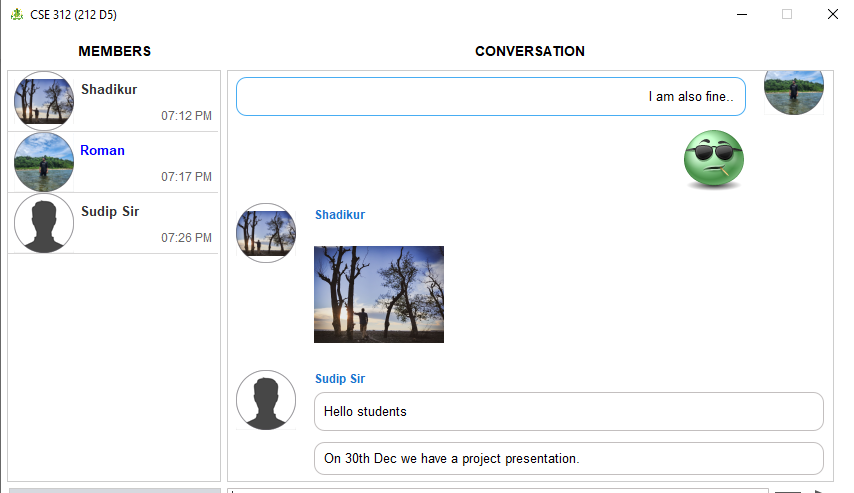 CSE 312 (212 D5)
MEMBERS
Shadikur
07:12 PM
Roman
07:17 PM
Sudip Sir
07:26 PM
CONVERSATION
I am also fine..
Shadikur
Sudip Sir
Hello students
On 30th Dec we have a project presentation.